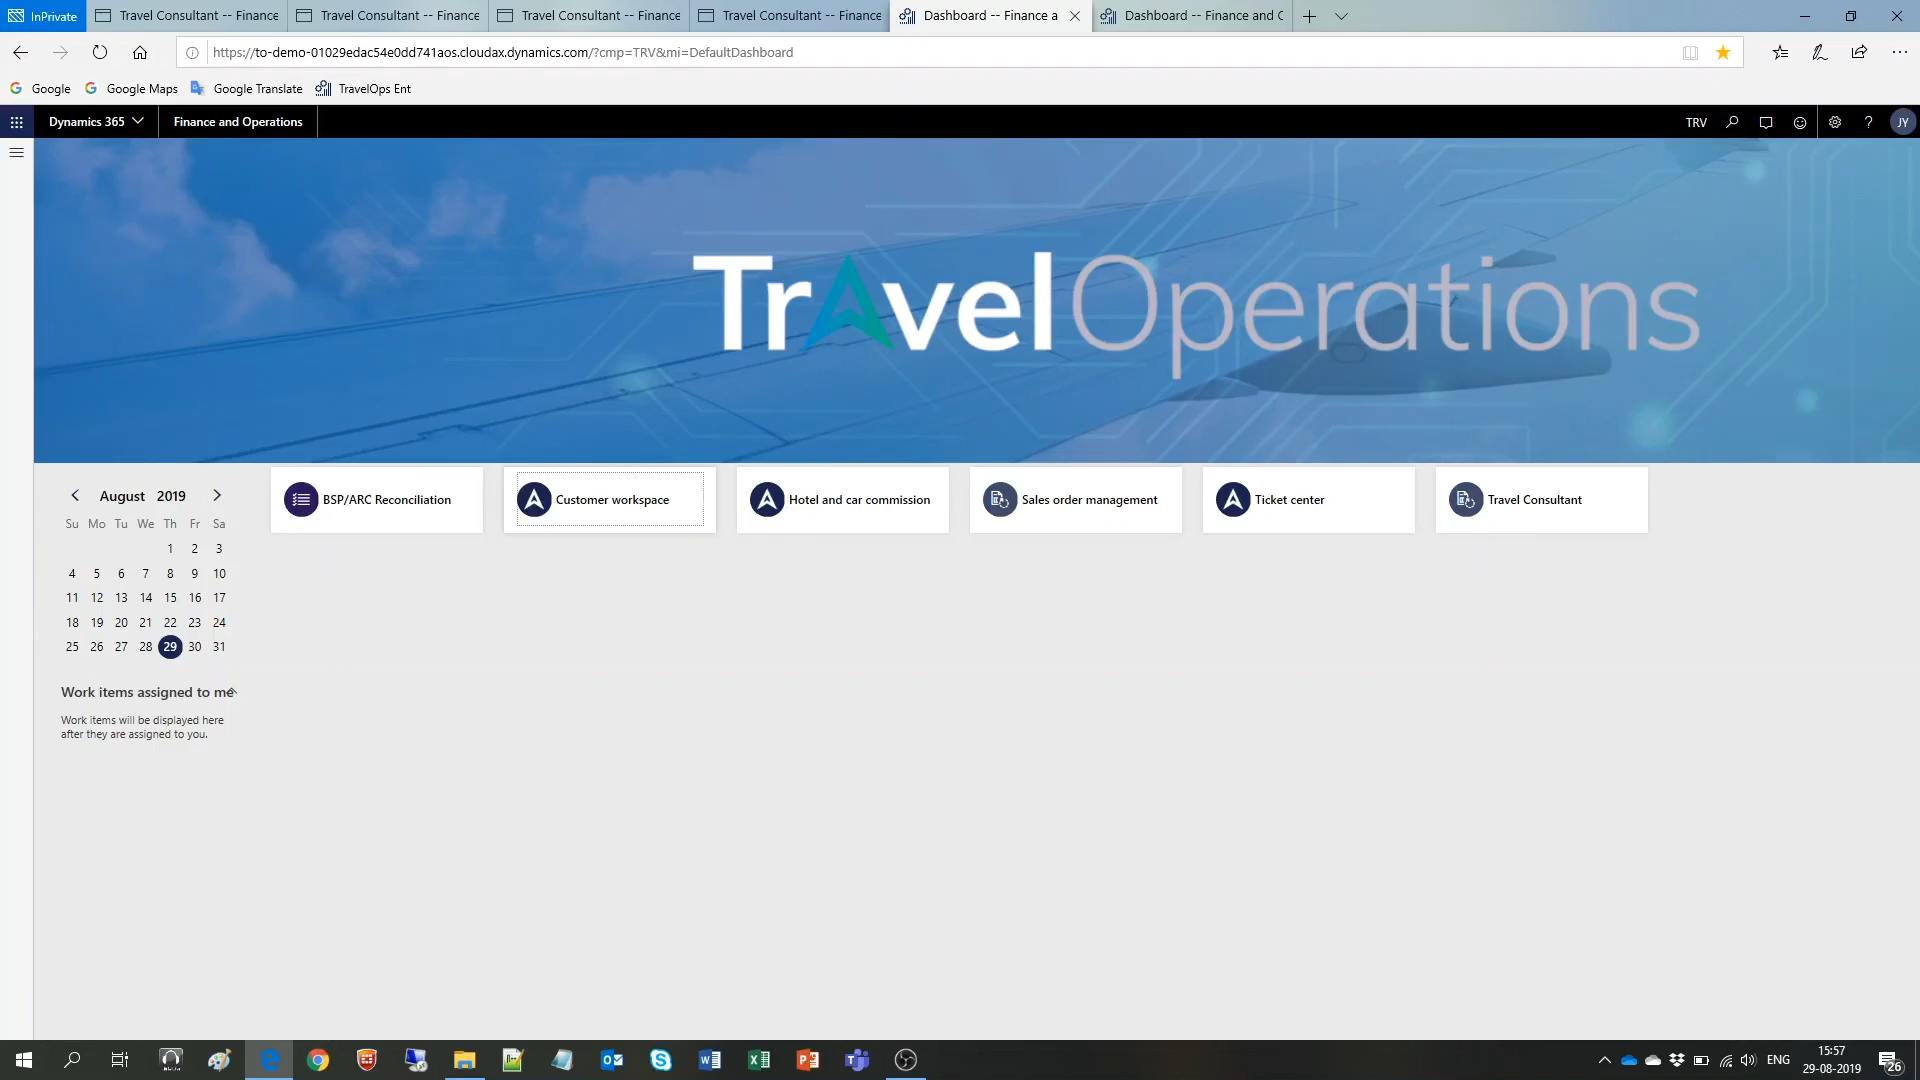 InPrivate
Travel Consultant -- Finance
Travel Consultant -- Finance
Travel Consultant -- Finance
Travel Consultant -- Finance
Dashboard -- Finance a
Dashboard -- Finance and C
https://to-demo-01029edac54e0dd741aos.cloudax.dynamics.com/?cmp=TRV&mi=DefaultDashboard
Google
Google Maps
Google Translate
TravelOps Ent
Dynamics 365
Finance and Operations
TRV
?
JY
TravelOperations
August 2019
Su Mo Tu We Th Fr Sa
1 2 3
4 5 6 7 8 9 10
11 12 13 14 15 16 17
18 19 20 21 22 23 24
25 26 27 28 29 30 31
BSP/ARC Reconciliation
Customer workspace
Hotel and car commission
Sales order management
Ticket center
Travel Consultant
Work items assigned to me
Work items will be displayed here
after they are assigned to you.
ENG
15:57
29-08-2019
26